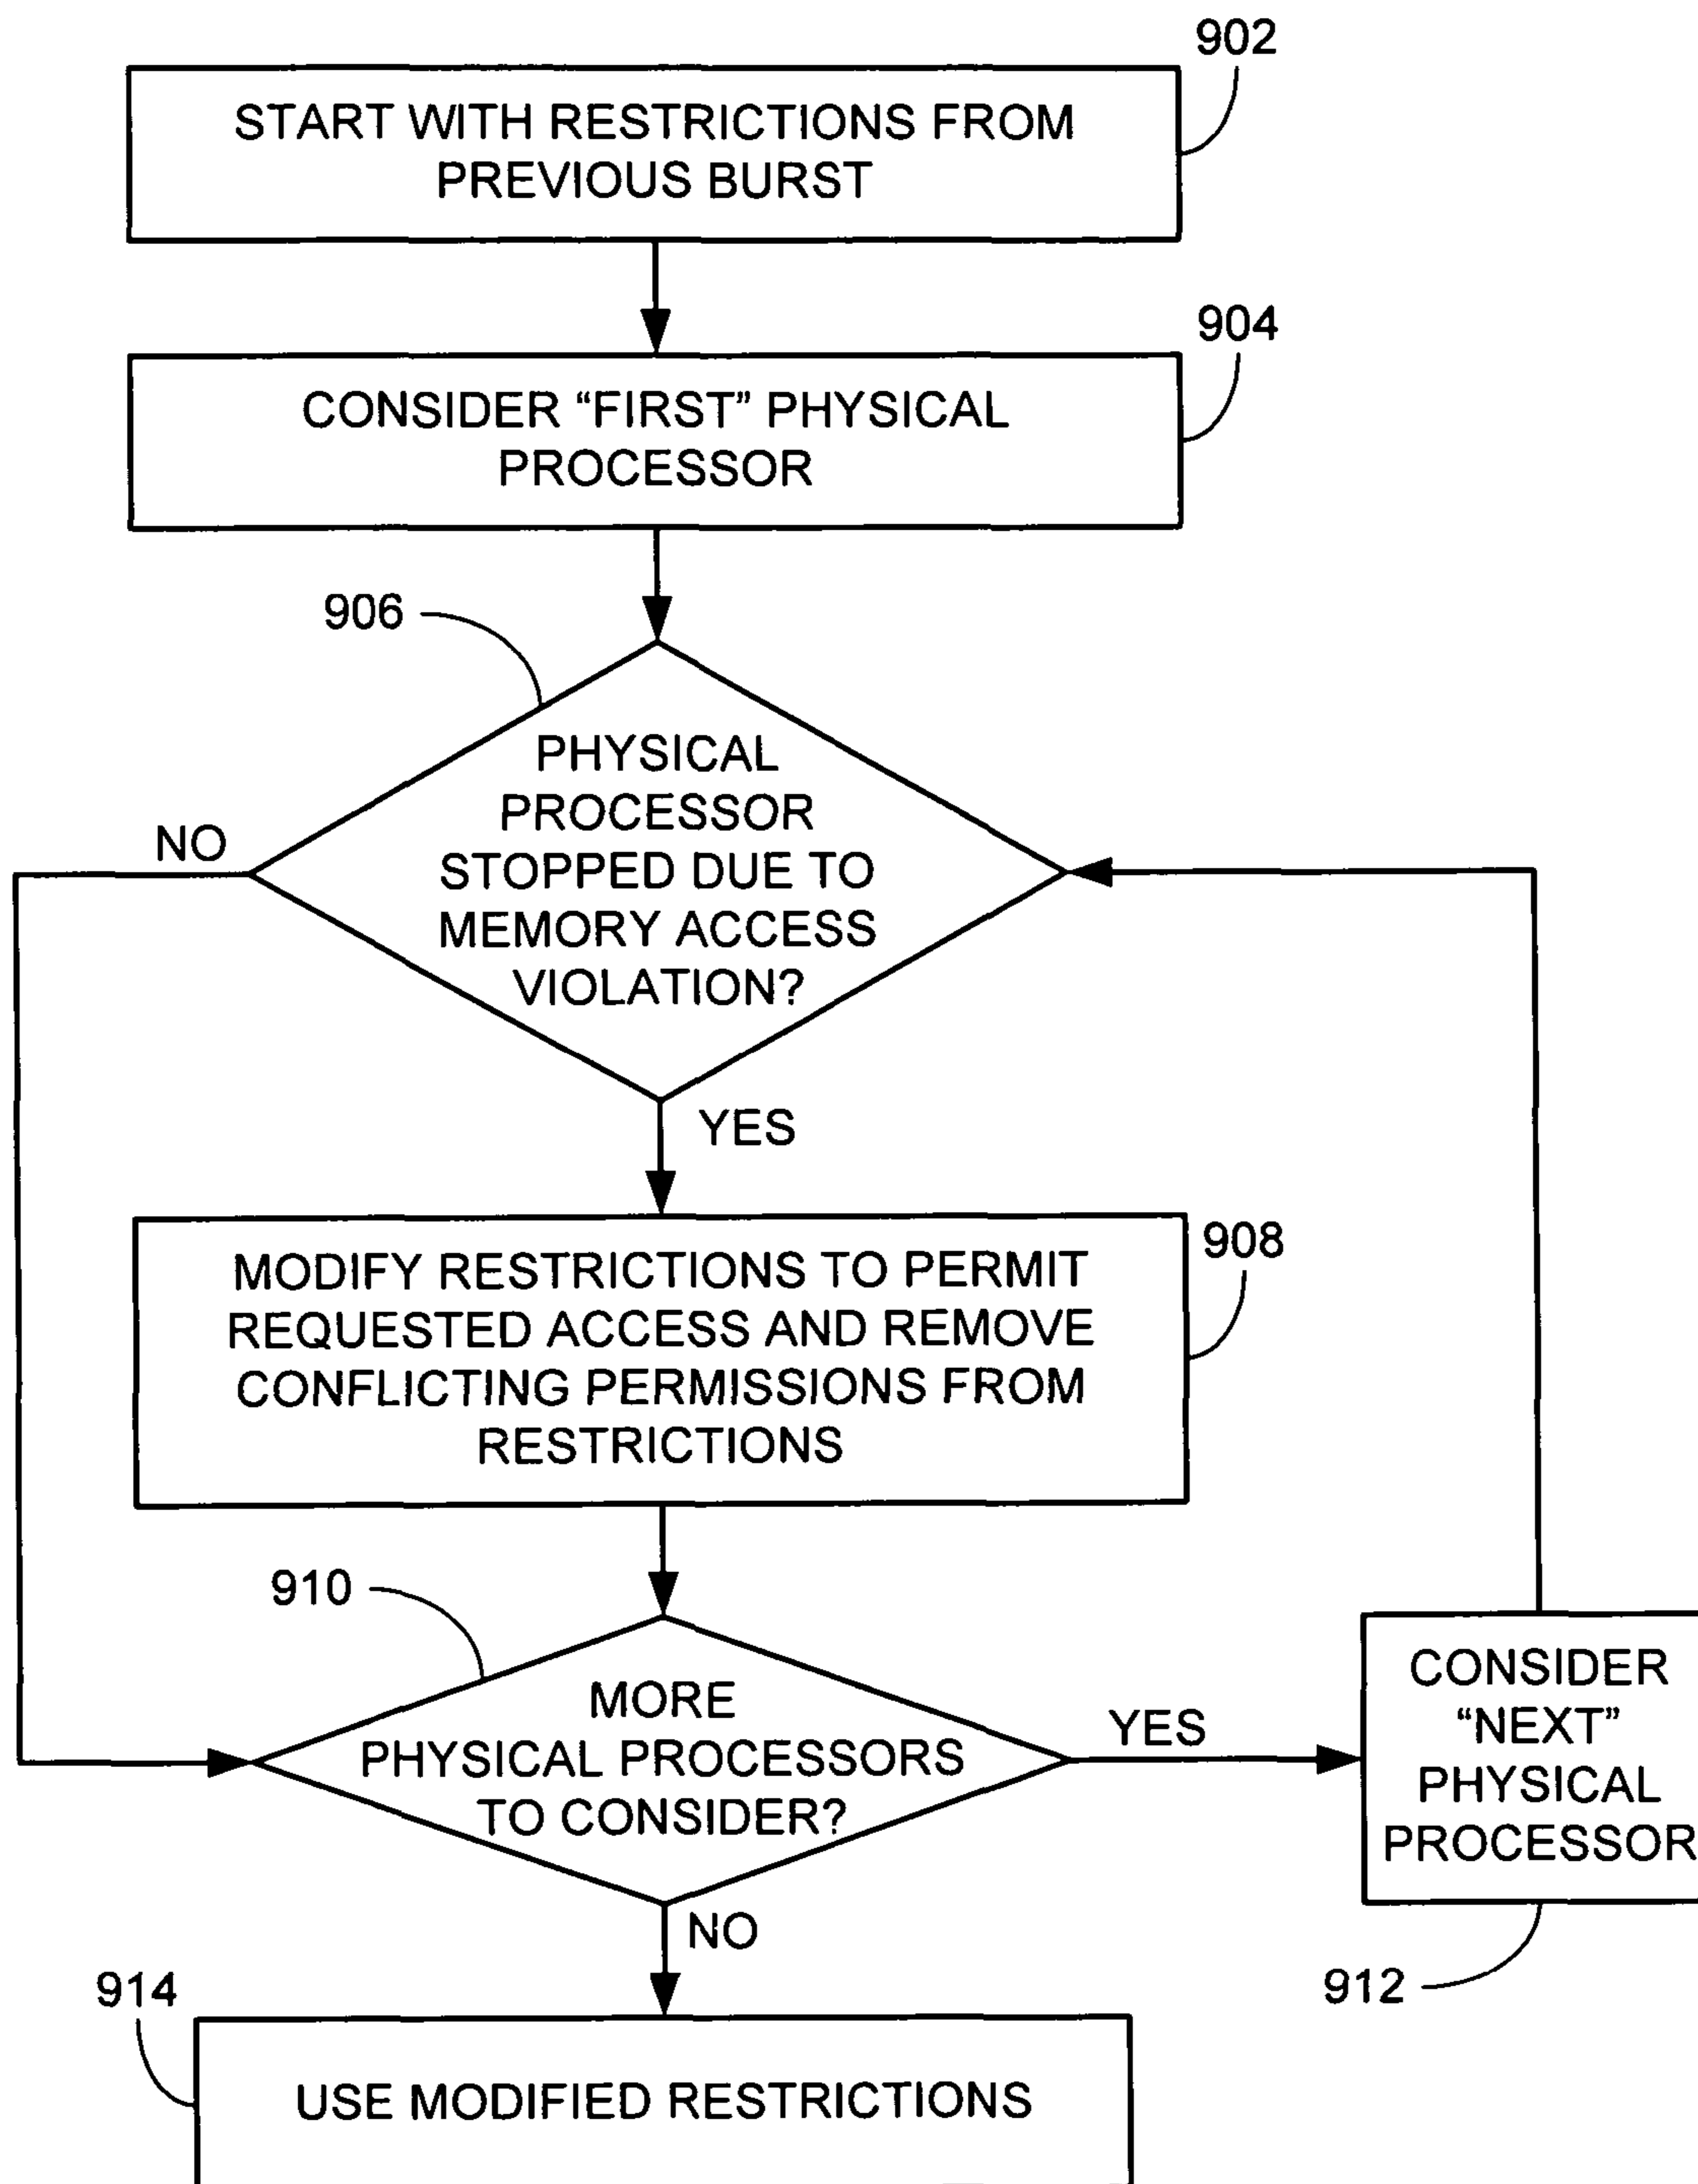 902
START WITH RESTRICTIONS FROM
PREVIOUS BURST
904
CONSIDER “FIRST” PHYSICAL
PROCESSOR
906
PHYSICAL
PROCESSOR
STOPPED DUE TO
MEMORY ACCESS
VIOLATION?
NO
YES
908
MODIFY RESTRICTIONS TO PERMIT
REQUESTED ACCESS AND REMOVE
CONFLICTING PERMISSIONS FROM
RESTRICTIONS
910
MORE
PHYSICAL PROCESSORS
TO CONSIDER?
YES
CONSIDER
“NEXT”
PHYSICAL
PROCESSOR
912
NO
914
USE MODIFIED RESTRICTIONS